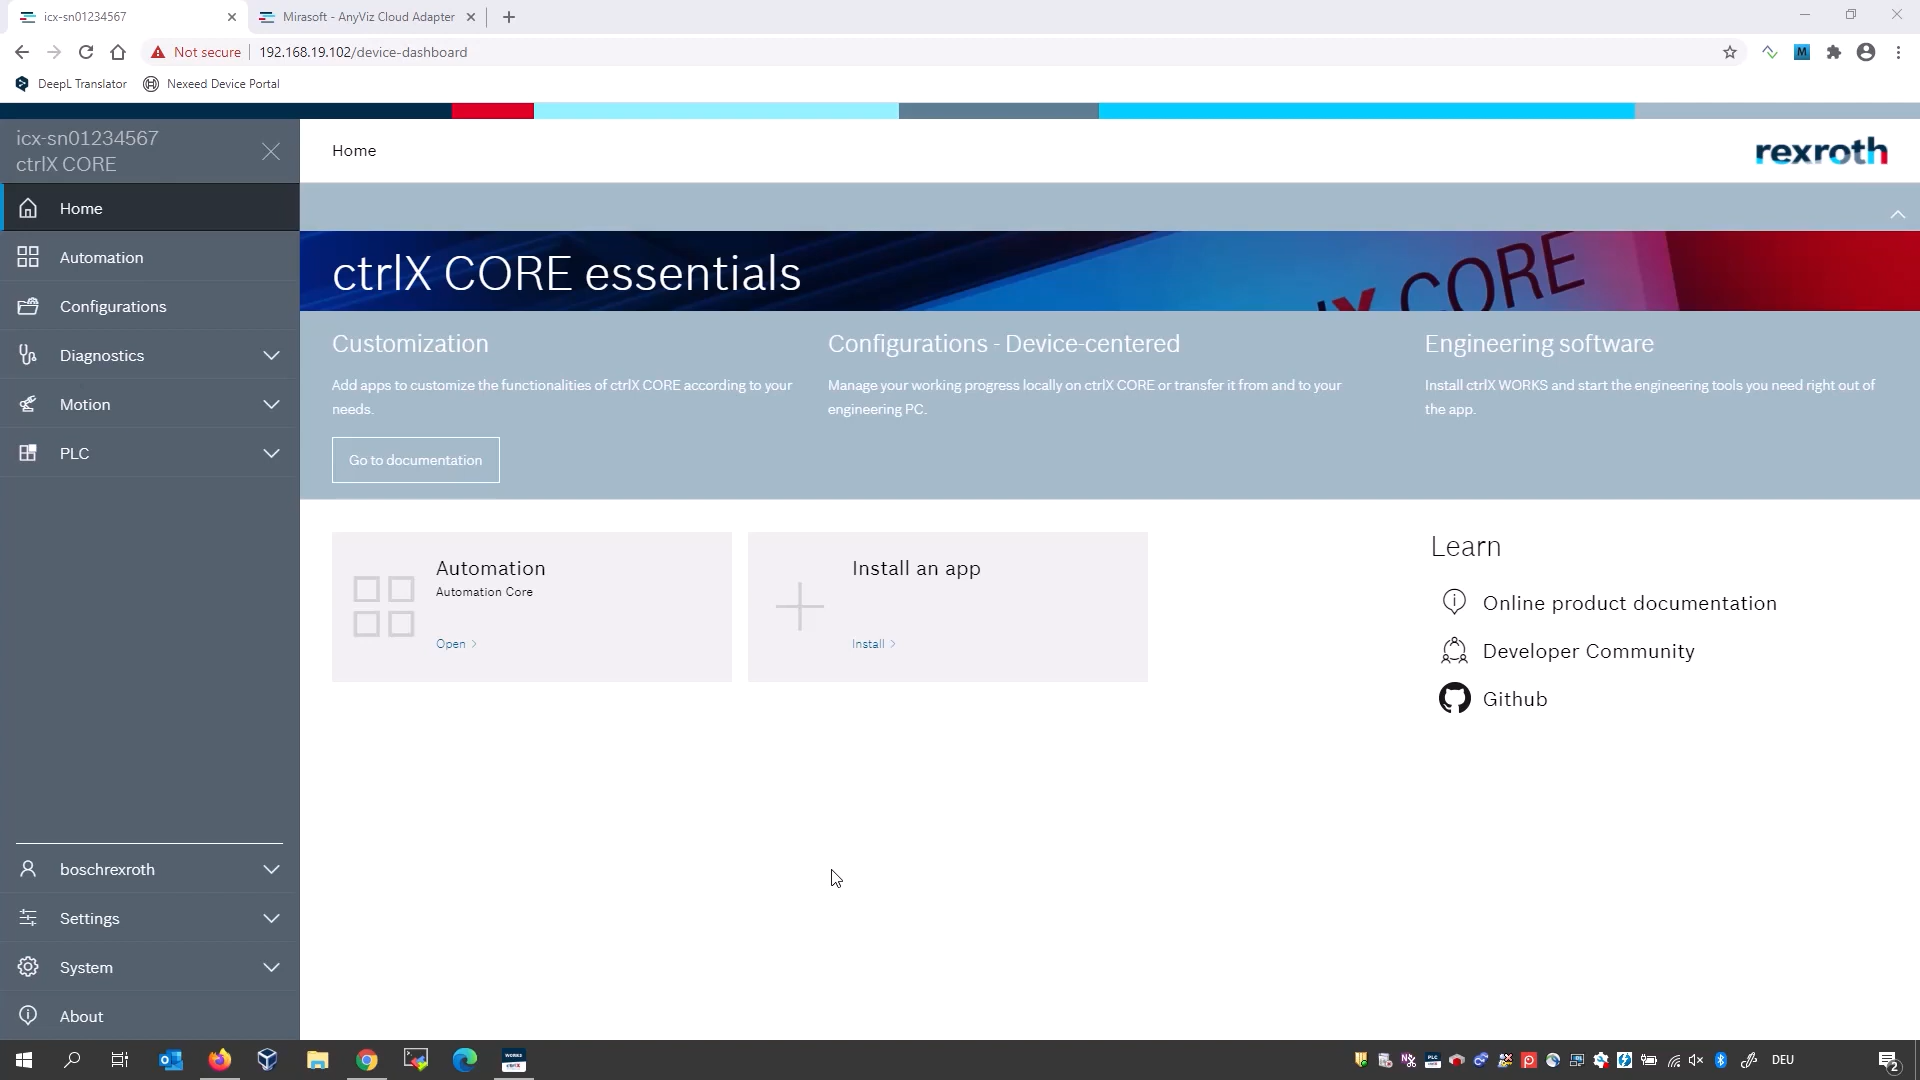 icx-sn01234567
Mirasoft - AnyViz Cloud Adapter
Not secure
192.168.19.102/device-dashboard
M
DeepL Translator
Nexeed Device Portal
icx-sn01234567
ctrlX CORE
Home
rexroth
Home
Automation
Configurations
Diagnostics
Motion
PLC
ctrlX CORE essentials
X CORE
Customization
Add apps to customize the functionalities of ctrlX CORE according to your
needs.
Go to documentation
Configurations - Device-centered
Manage your working progress locally on ctrlX CORE or transfer it from and to your
engineering PC.
Engineering software
Install ctrlX WORKS and start the engineering tools you need right out of
the app.
Automation
Automation Core
Open
Install an app
Install
Learn
Online product documentation
Developer Community
Github
boschrexroth
Settings
System
About
WORKS
DEU
2